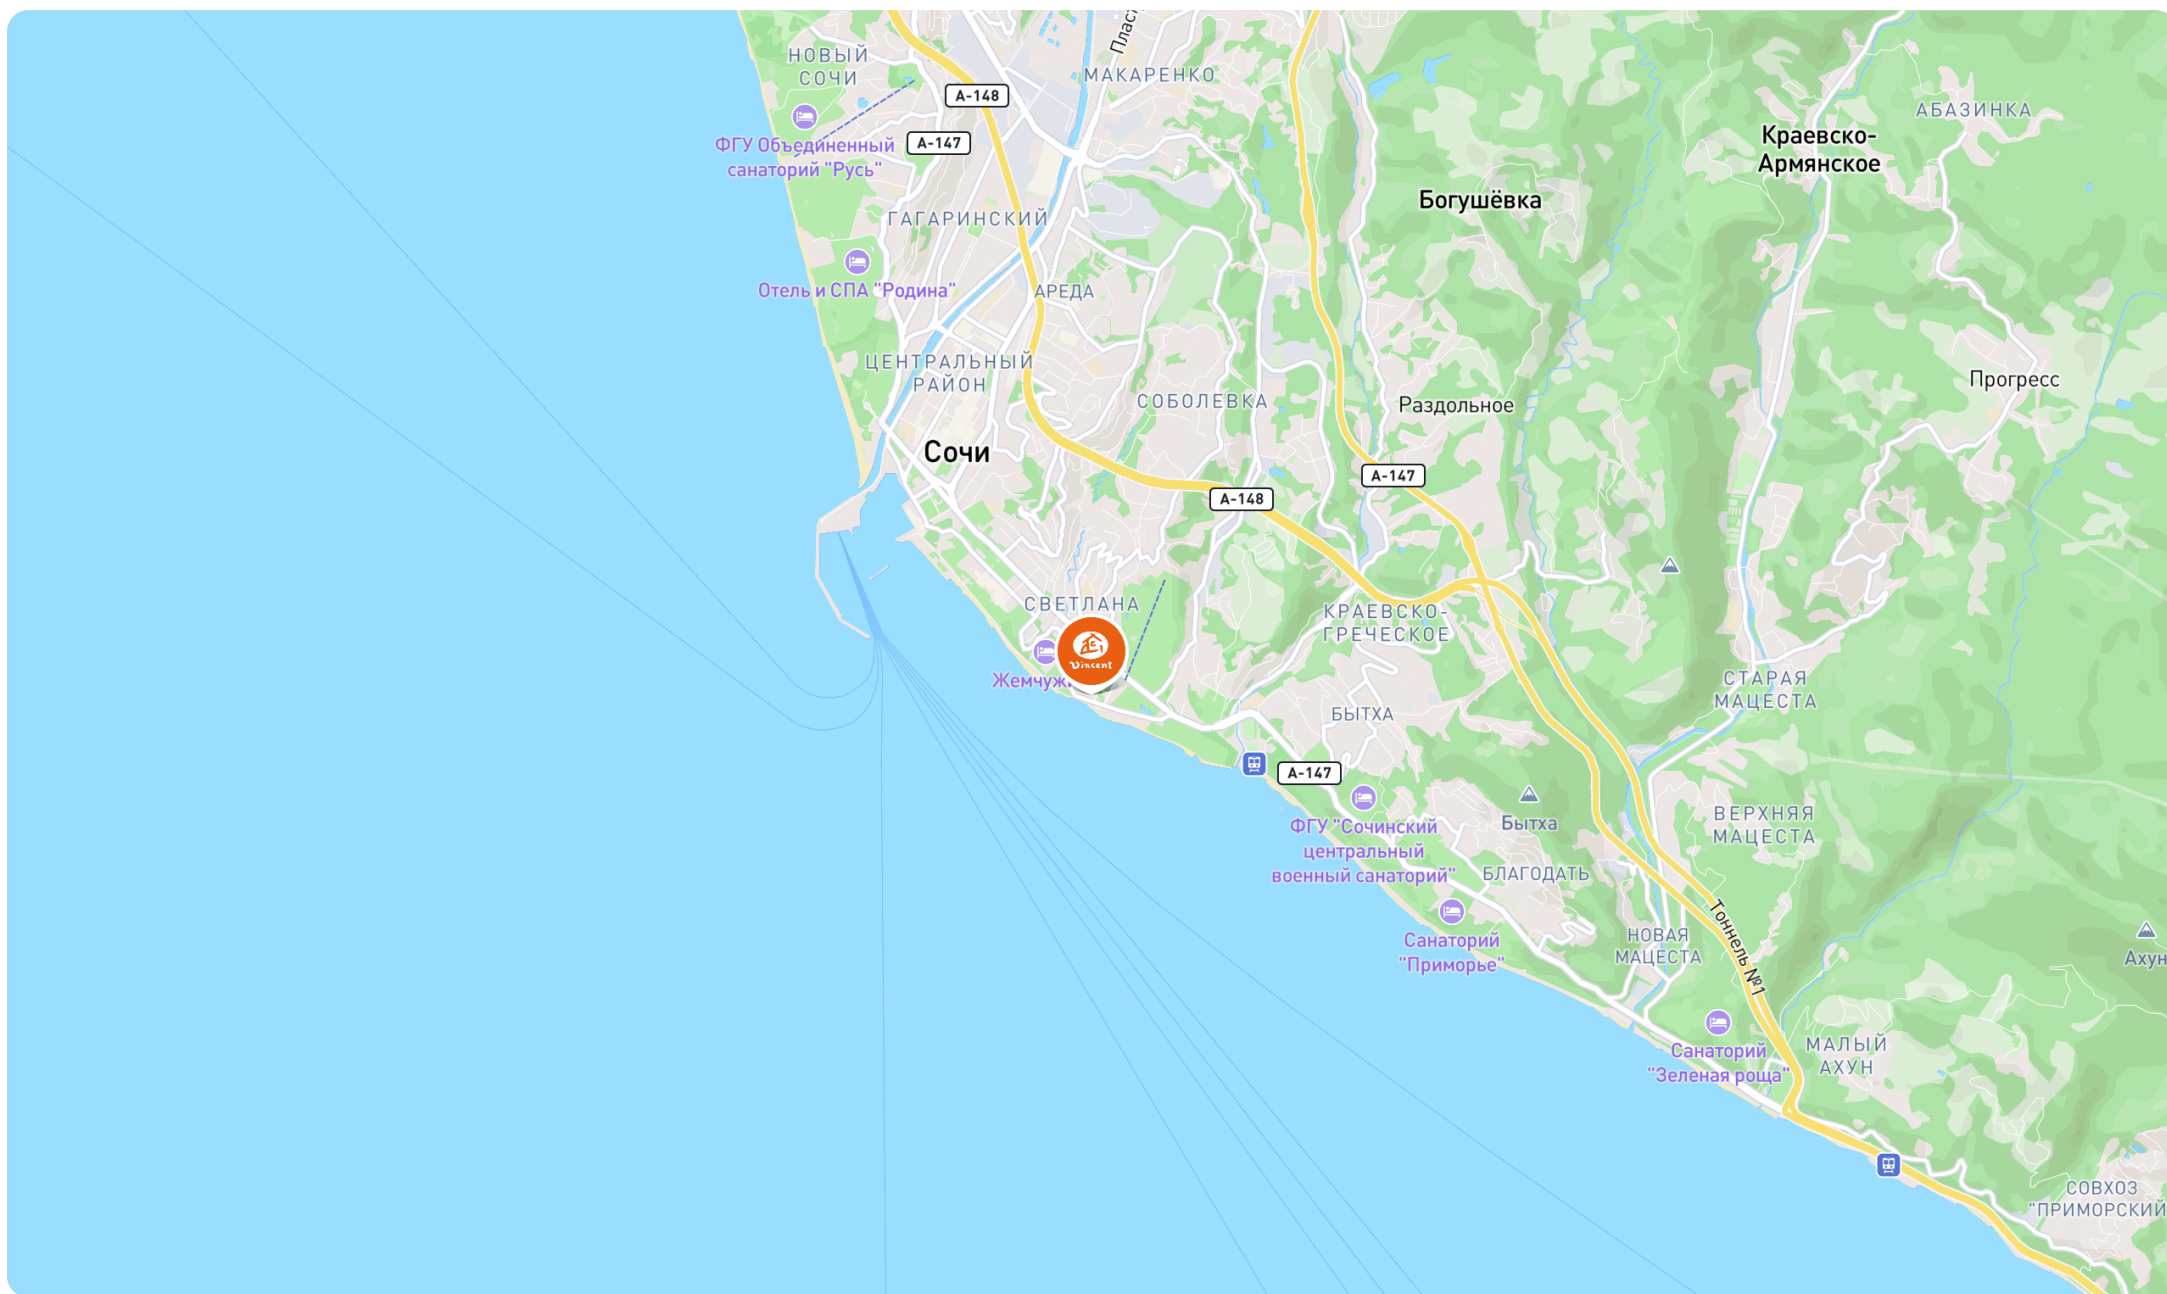 Пласт
НОВЫЙ
СОЧИ
МАКАРЕНКО
А-148
АБАЗИНКА
ФГУ Объединенный
санаторий "Русь"
А-147
Краевско-
Армянское
Богушёвка
ГАГАРИНСКИЙ
Отель и СПА "Родина"
АРЕДА
ЦЕНТРАЛЬНЫЙ
РАЙОН
СОБОЛЕВКА
Раздольное
Прогресс
Сочи
А-147
А-148
СВЕТЛАНА
КРАЕВСКО-
ГРЕЧЕСКОЕ
Vincent
Жемчуж
СТАРАЯ
МАЦЕСТА
БЫТХА
А-147
ФГУ "Сочинский
центральный
военный санаторий"
Бытха
ВЕРХНЯЯ
МАЦЕСТА
БЛАГОДАТЬ
Санаторий
"Приморье"
НОВАЯ
МАЦЕСТА
Тоннель №1
Ахун
Санаторий
"Зеленая роща"
МАЛЫЙ
АХУН
СОВХОЗ
"ПРИМОРСКИЙ